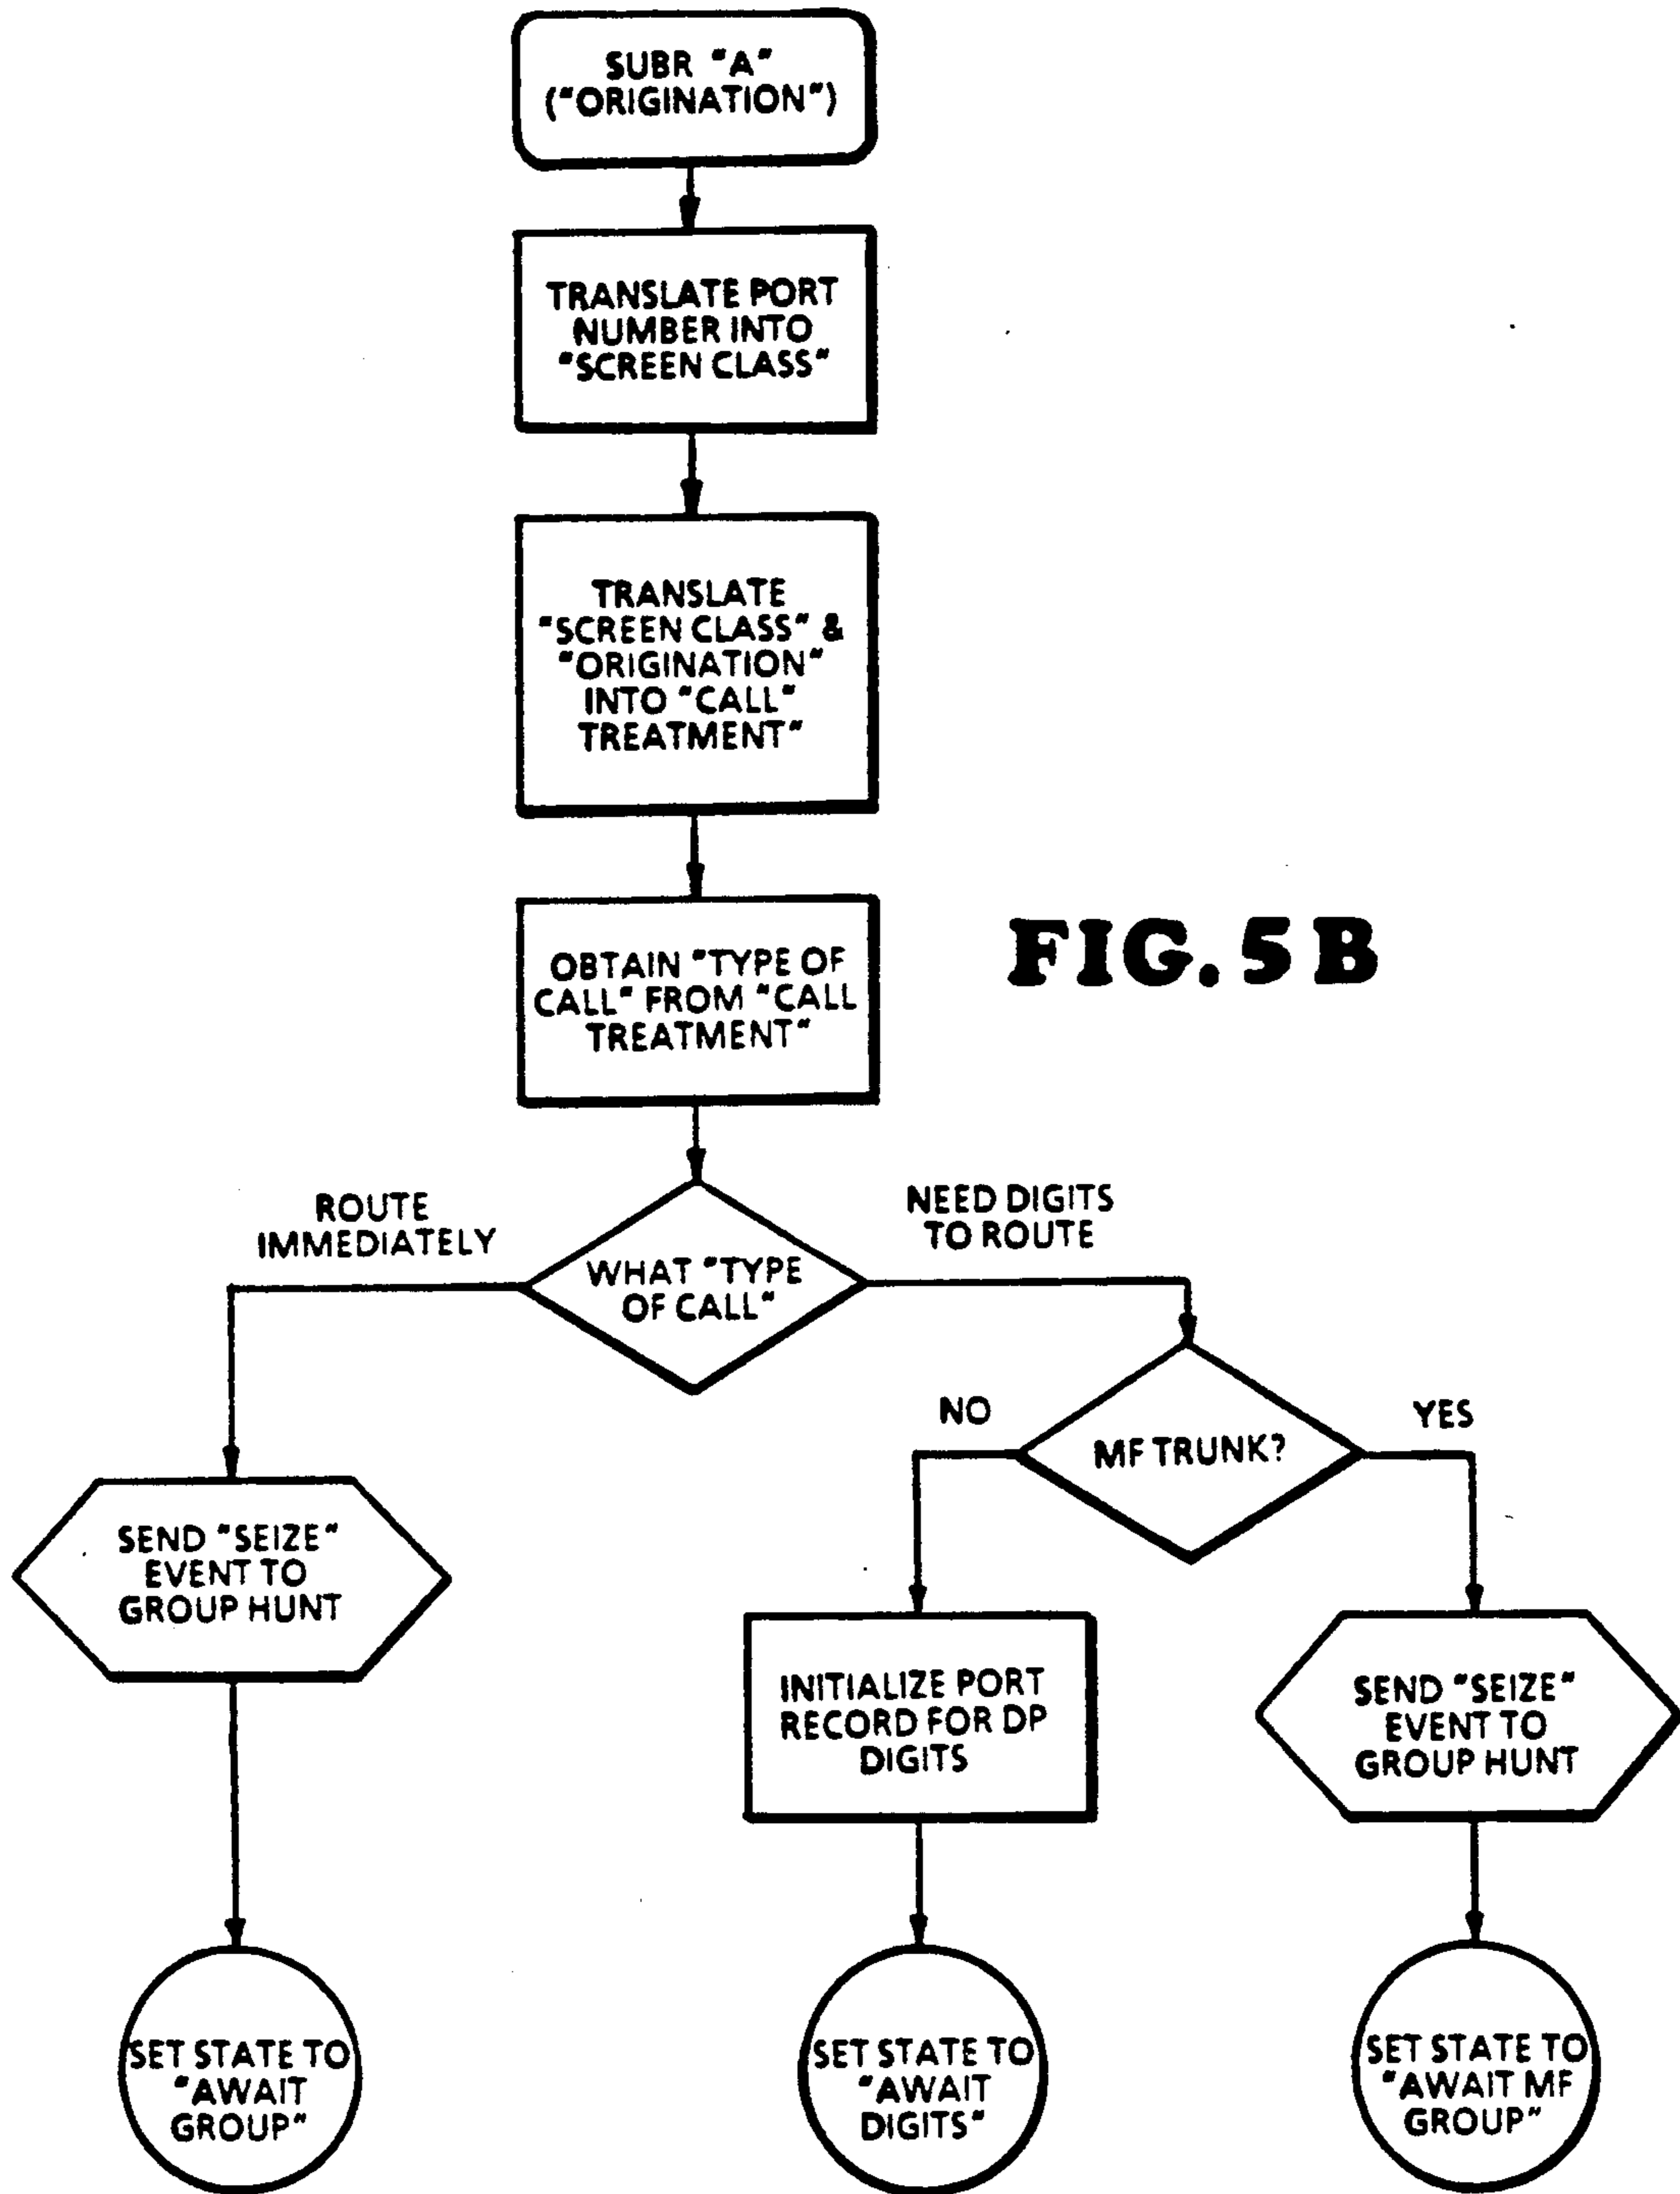 SUBR "A"
("ORIGINATION")
TRANSLATE PORT
NUMBER INTO
"SCREEN CLASS"
TRANSLATE
"SCREEN CLASS" &
"ORIGINATION"
INTO "CALL"
TREATMENT"
OBTAIN "TYPE OF
CALL" FROM "CALL
TREATMENT"
FIG. 5B
WHAT "TYPE
OF CALL"
ROUTE
IMMEDIATELY
NEED DIGITS
TO ROUTE
MF TRUNK?
NO
YES
SEND "SEIZE"
EVENT TO
GROUP HUNT
INITIALIZE PORT
RECORD FOR DP
DIGITS
SEND "SEIZE"
EVENT TO
GROUP HUNT
SET STATE TO
"AWAIT
GROUP"
SET STATE TO
"AWAIT
DIGITS"
SET STATE TO
"AWAIT MF
GROUP"